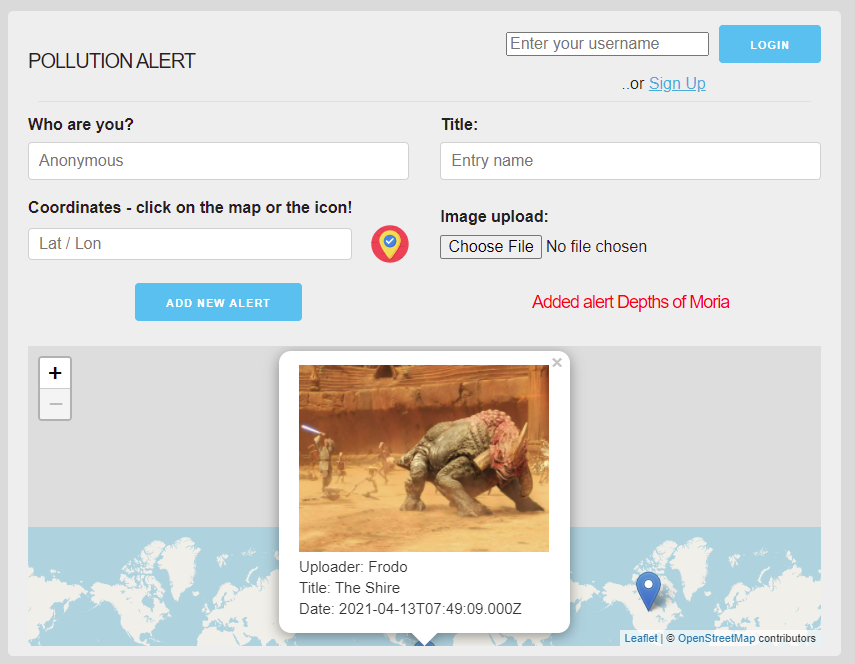 POLLUTION ALERT
Enter your username
LOGIN
..or Sign Up
Who are you?
Title:
Anonymous
Entry name
Coordinates - click on the map or the icon!
Image upload:
Lat / Lon
Choose File No file chosen
ADD NEW ALERT
Added alert Depths of Moria
+
−
×
Uploader: Frodo
Title: The Shire
Date: 2021-04-13T07:49:09.000Z
Leaflet | © OpenStreetMap contributors